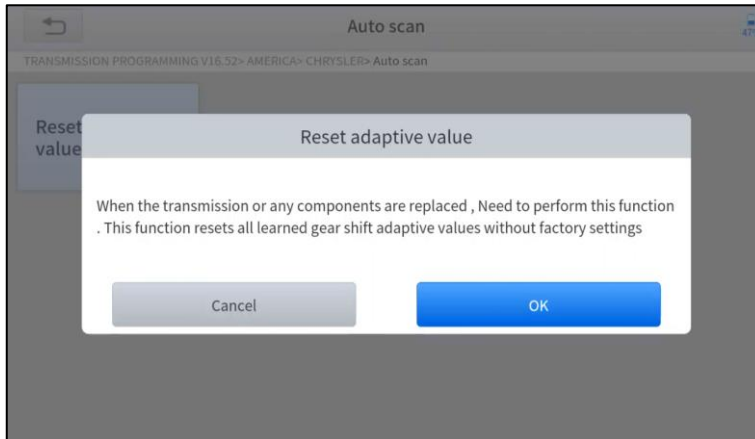 Auto scan
47%
TRANSMISSION PROGRAMMING V16.52> AMERICA> CHRYSLER> Auto scan
Reset
value
Reset adaptive value
When the transmission or any components are replaced , Need to perform this function
. This function resets all learned gear shift adaptive values without factory settings
Cancel
OK